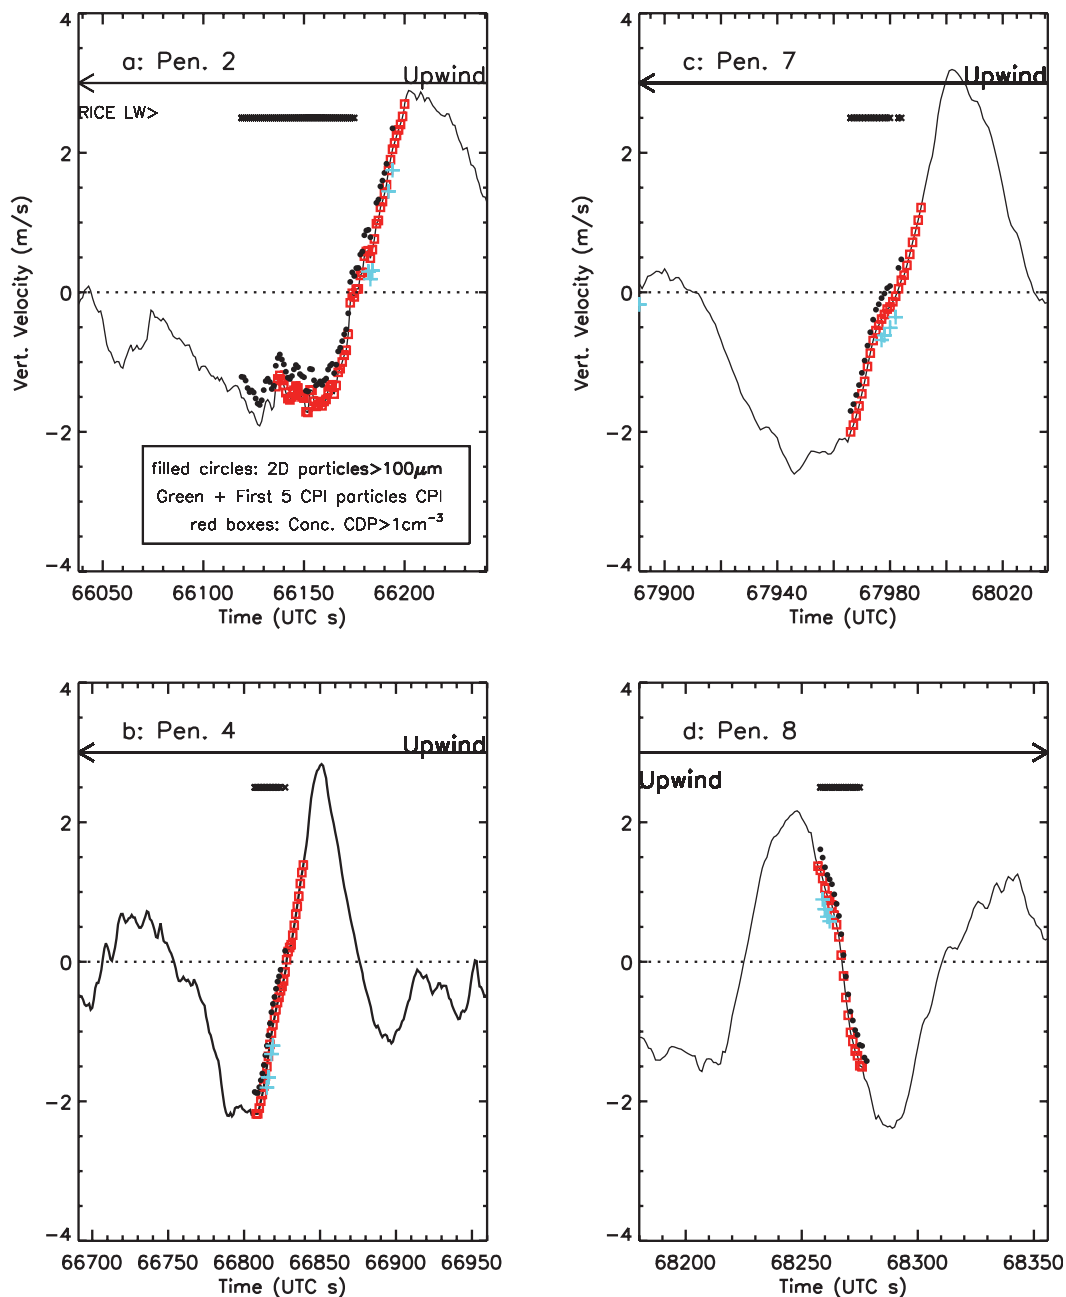 a: Pen. 2
Upwind
RICE LW>
4
2
0
−2
−4
Vert. Velocity (m/s)
filled circles: 2D particles>100μm
Green + First 5 CPI particles CPI
red boxes: Conc. CDP>1cm⁻³
66050 66100 66150 66200
Time (UTC s)
c: Pen. 7
Upwind
4
2
0
−2
−4
Vert. Velocity (m/s)
67900 67940 67980 68020
Time (UTC)
b: Pen. 4
Upwind
4
2
0
−2
−4
66700 66750 66800 66850 66900 66950
Time (UTC s)
d: Pen. 8
Upwind
4
2
0
−2
−4
68200 68250 68300 68350
Time (UTC s)